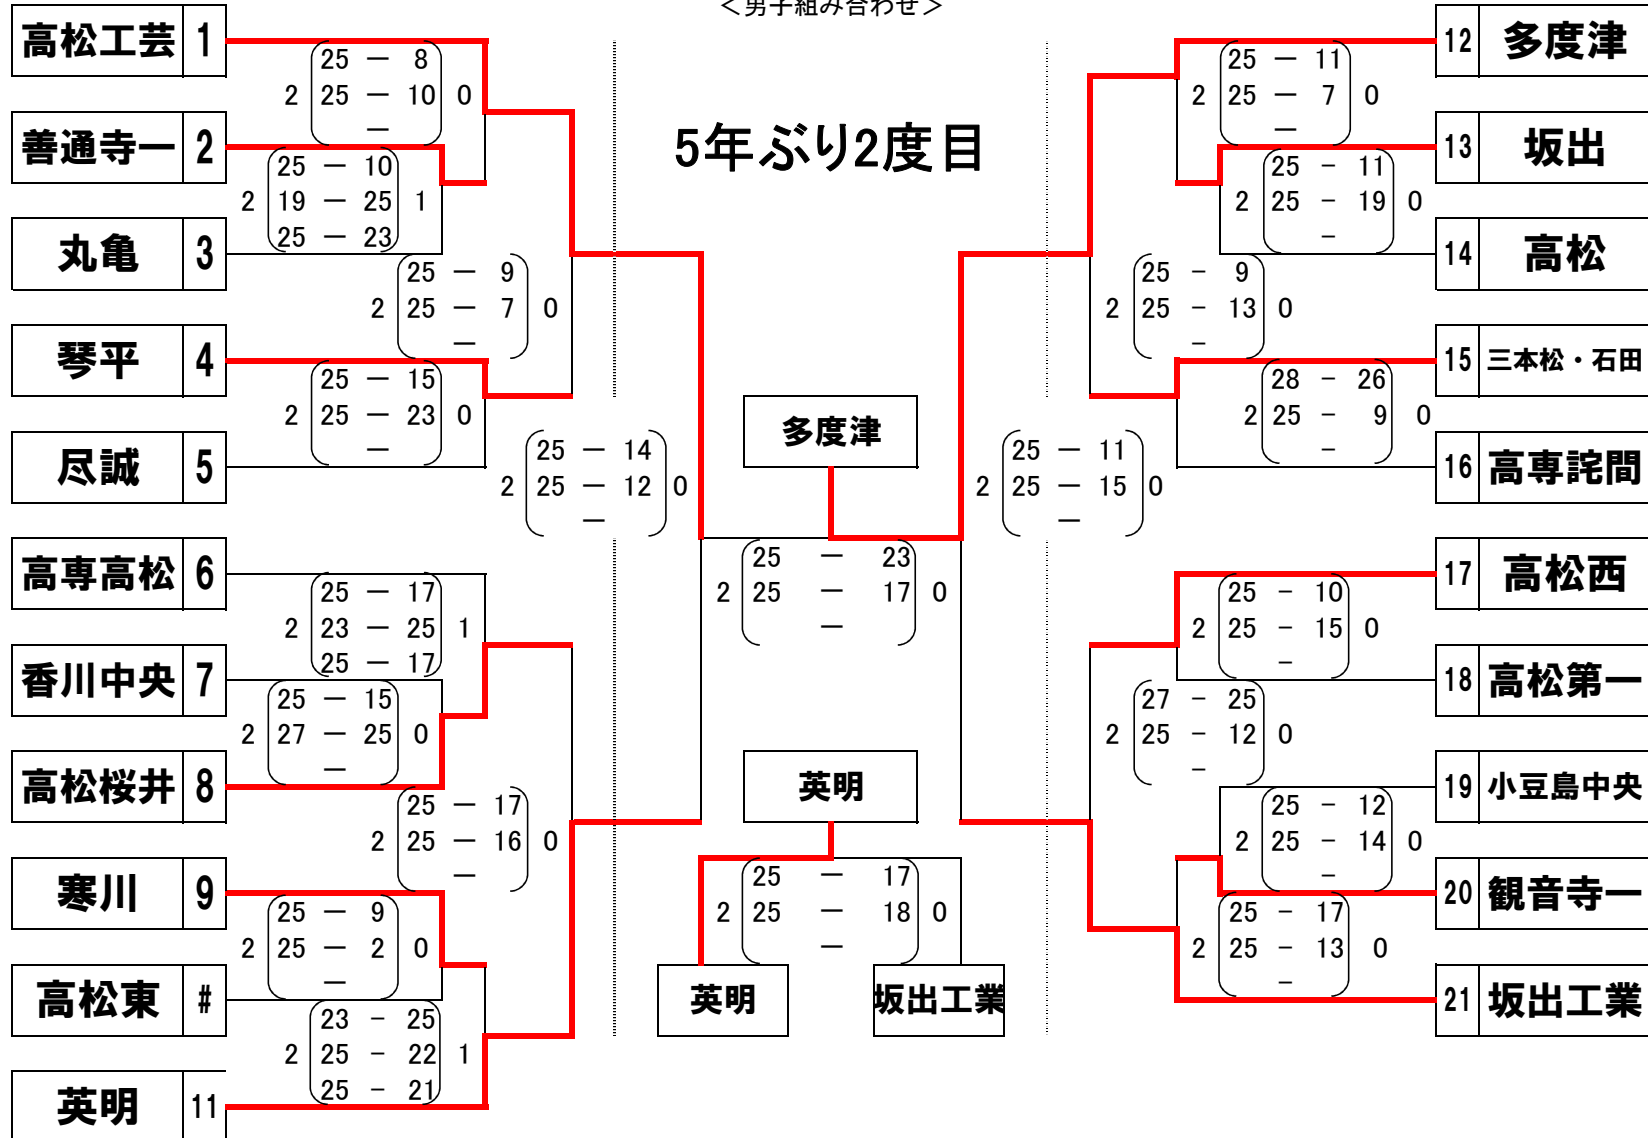 ＜男子組み合わせ＞
5年ぶり2度目
高松工芸 1
25 － 8
2 25 － 10 0
－
善通寺一 2
25 － 10
2 19 － 25 1
25 － 23
丸亀 3
25 － 9
2 25 － 7 0
－
琴平 4
25 － 15
2 25 － 23 0
－
尽誠 5
25 － 14
2 25 － 12 0
－
高専高松 6
25 － 17
2 23 － 25 1
25 － 17
香川中央 7
25 － 15
2 27 － 25 0
－
高松桜井 8
25 － 17
2 25 － 16 0
－
寒川 9
25 － 9
2 25 － 2 0
－
高松東 #
23 - 25
2 25 - 22 1
25 - 21
英明 11
多度津
25 － 23
2 25 － 17 0
－
英明
25 － 17
2 25 － 18 0
－
英明
坂出工業
12 多度津
25 － 11
2 25 － 7 0
－
13 坂出
25 - 11
2 25 - 19 0
-
14 高松
25 - 9
2 25 - 13 0
-
15 三本松・石田
28 - 26
2 25 - 9 0
-
16 高専詫間
25 － 11
2 25 － 15 0
－
17 高松西
25 - 10
2 25 - 15 0
-
18 高松第一
27 - 25
2 25 - 12 0
-
19 小豆島中央
25 - 12
2 25 - 14 0
-
20 観音寺一
25 - 17
2 25 - 13 0
-
21 坂出工業